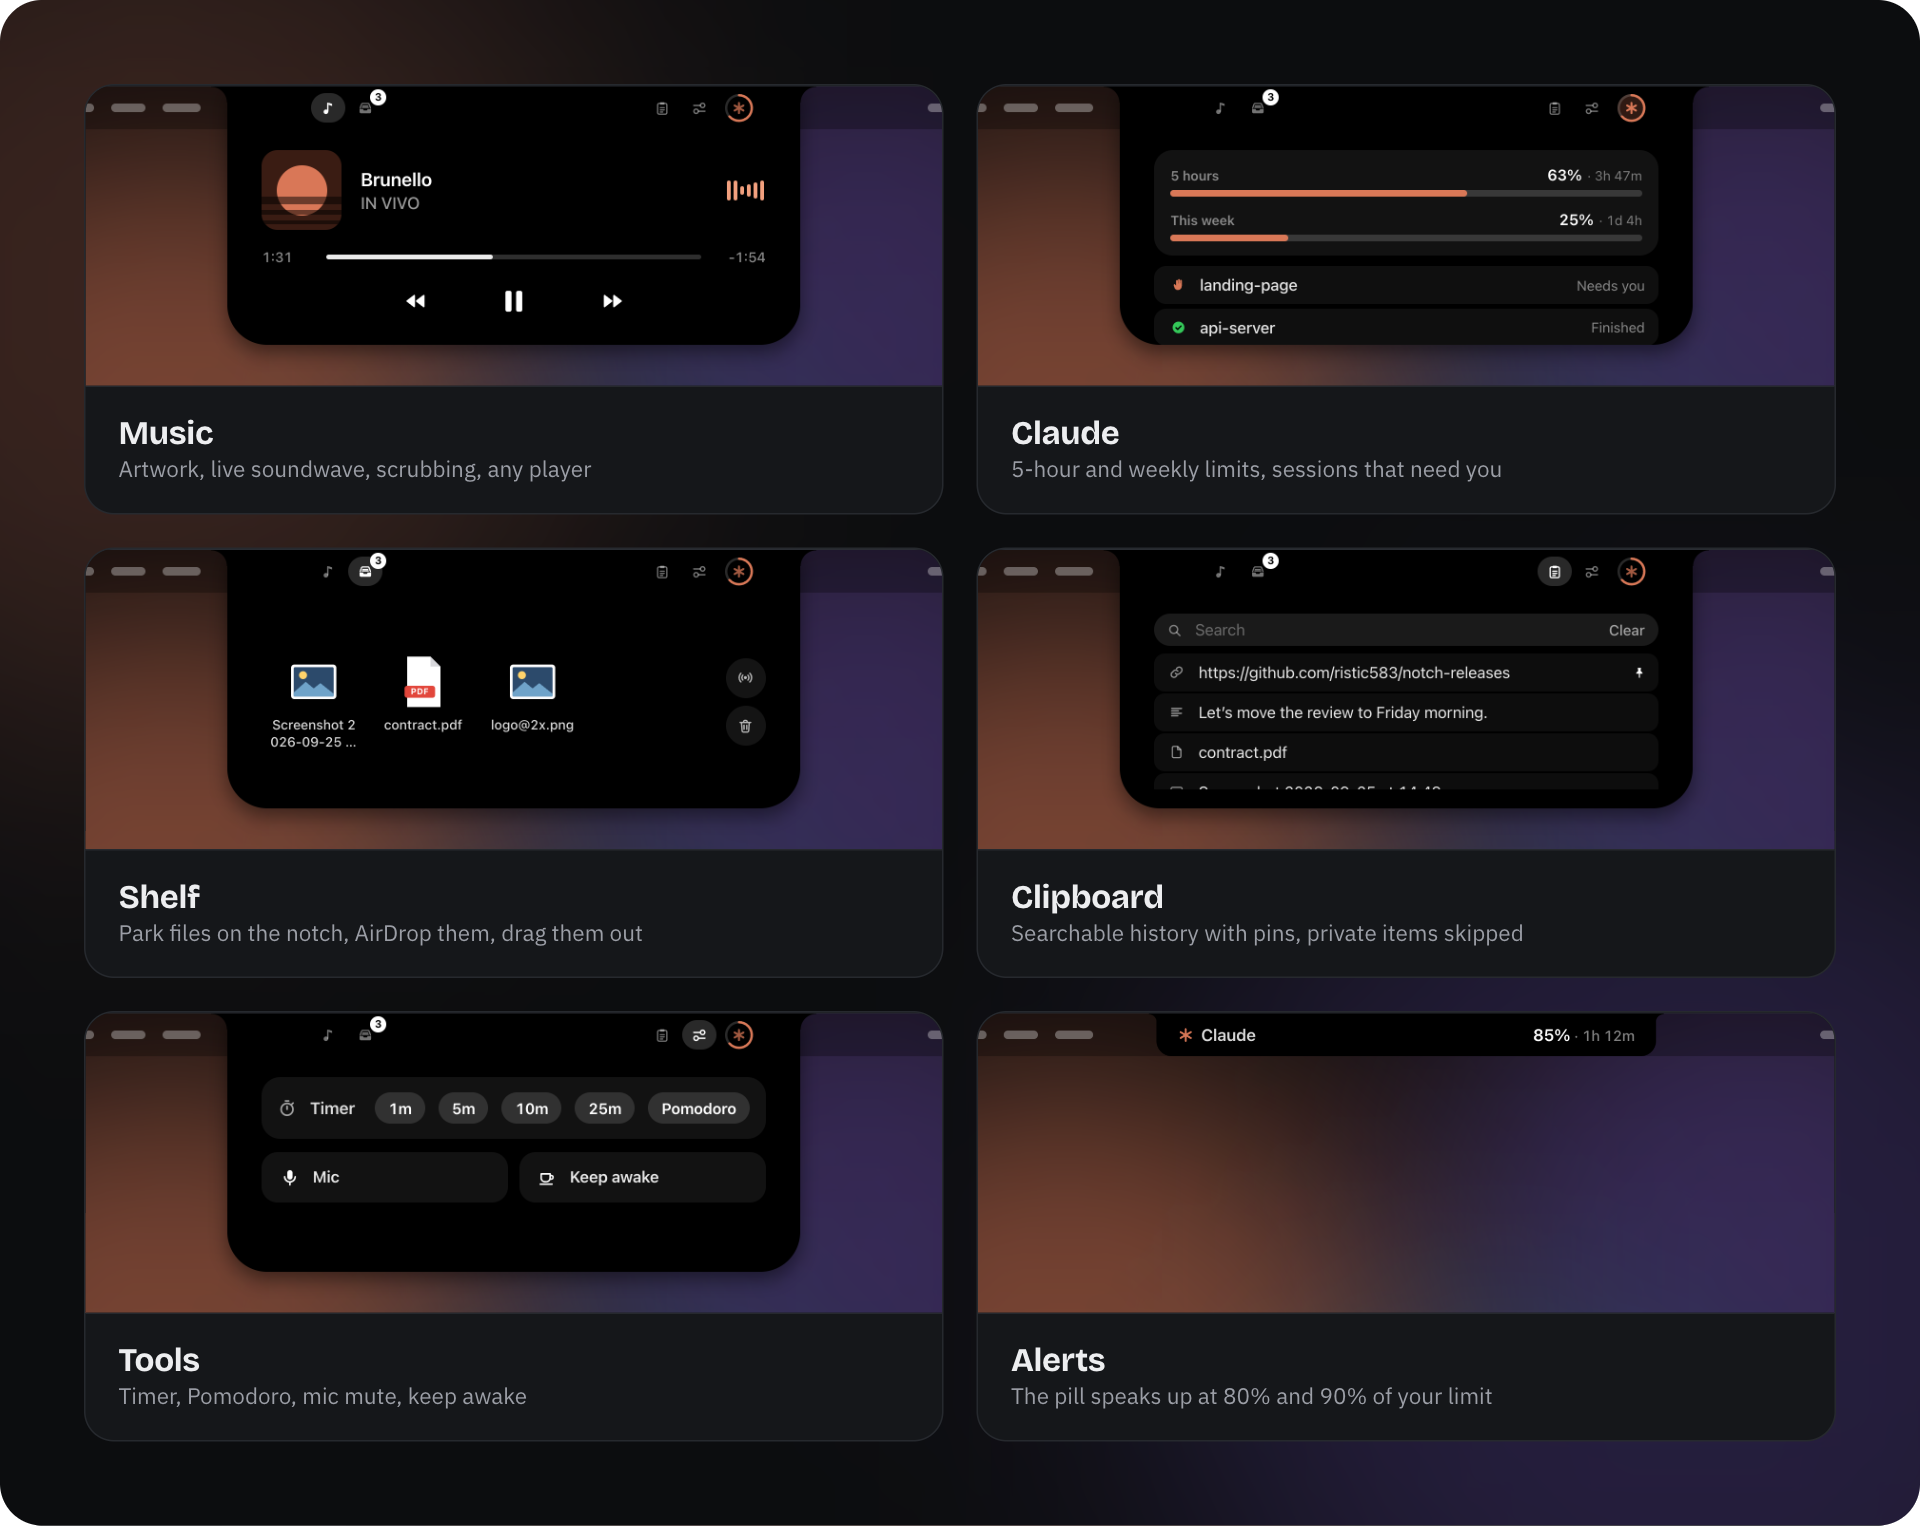 3
Brunello
IN VIVO
1:31
-1:54
Music
Artwork, live soundwave, scrubbing, any player
3
5 hours
63% · 3h 47m
This week
25% · 1d 4h
landing-page
Needs you
api-server
Finished
Claude
5-hour and weekly limits, sessions that need you
3
PDF
Screenshot 2
026-09-25 ...
contract.pdf
logo@2x.png
Shelf
Park files on the notch, AirDrop them, drag them out
3
Search
Clear
https://github.com/ristic583/notch-releases
Let's move the review to Friday morning.
contract.pdf
Clipboard
Searchable history with pins, private items skipped
3
Timer
1m
5m
10m
25m
Pomodoro
Mic
Keep awake
Tools
Timer, Pomodoro, mic mute, keep awake
Claude
85% · 1h 12m
Alerts
The pill speaks up at 80% and 90% of your limit